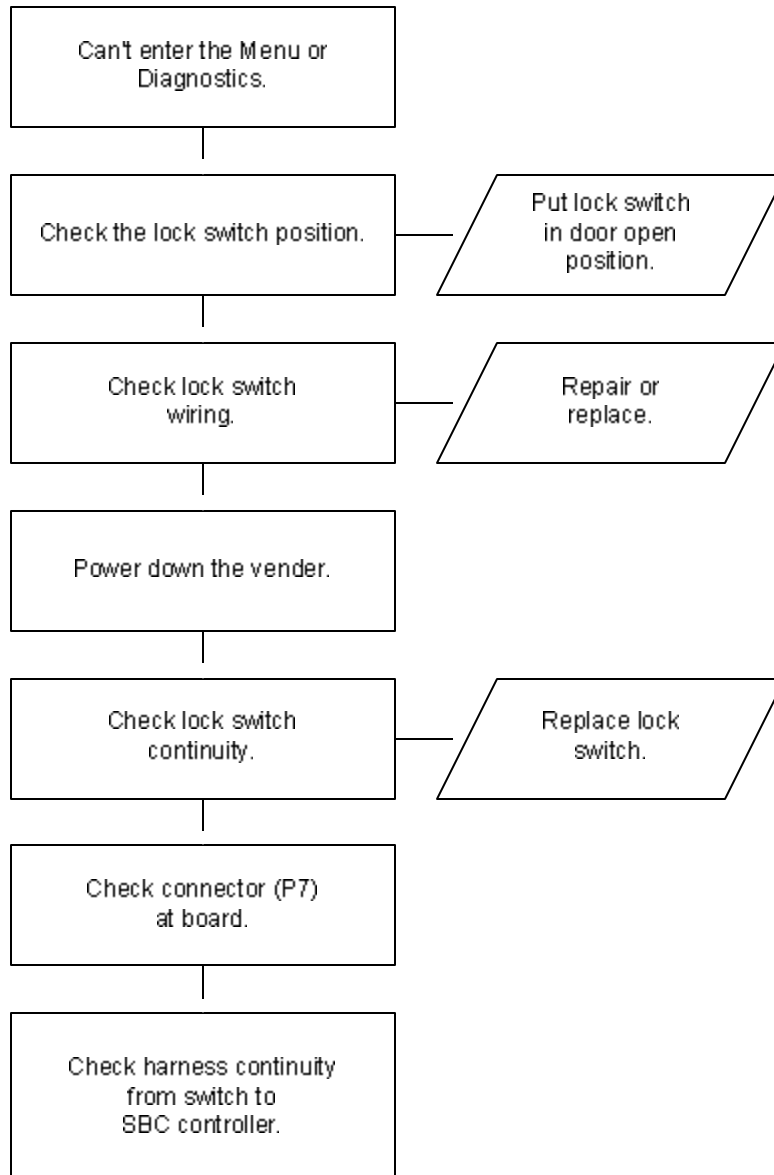 Can't enter the Menu or
Diagnostics.
Check the lock switch position.
Put lock switch
in door open
position.
Check lock switch
wiring.
Repair or
replace.
Power down the vender.
Check lock switch
continuity.
Replace lock
switch.
Check connector (P7)
at board.
Check harness continuity
from switch to
SBC controller.